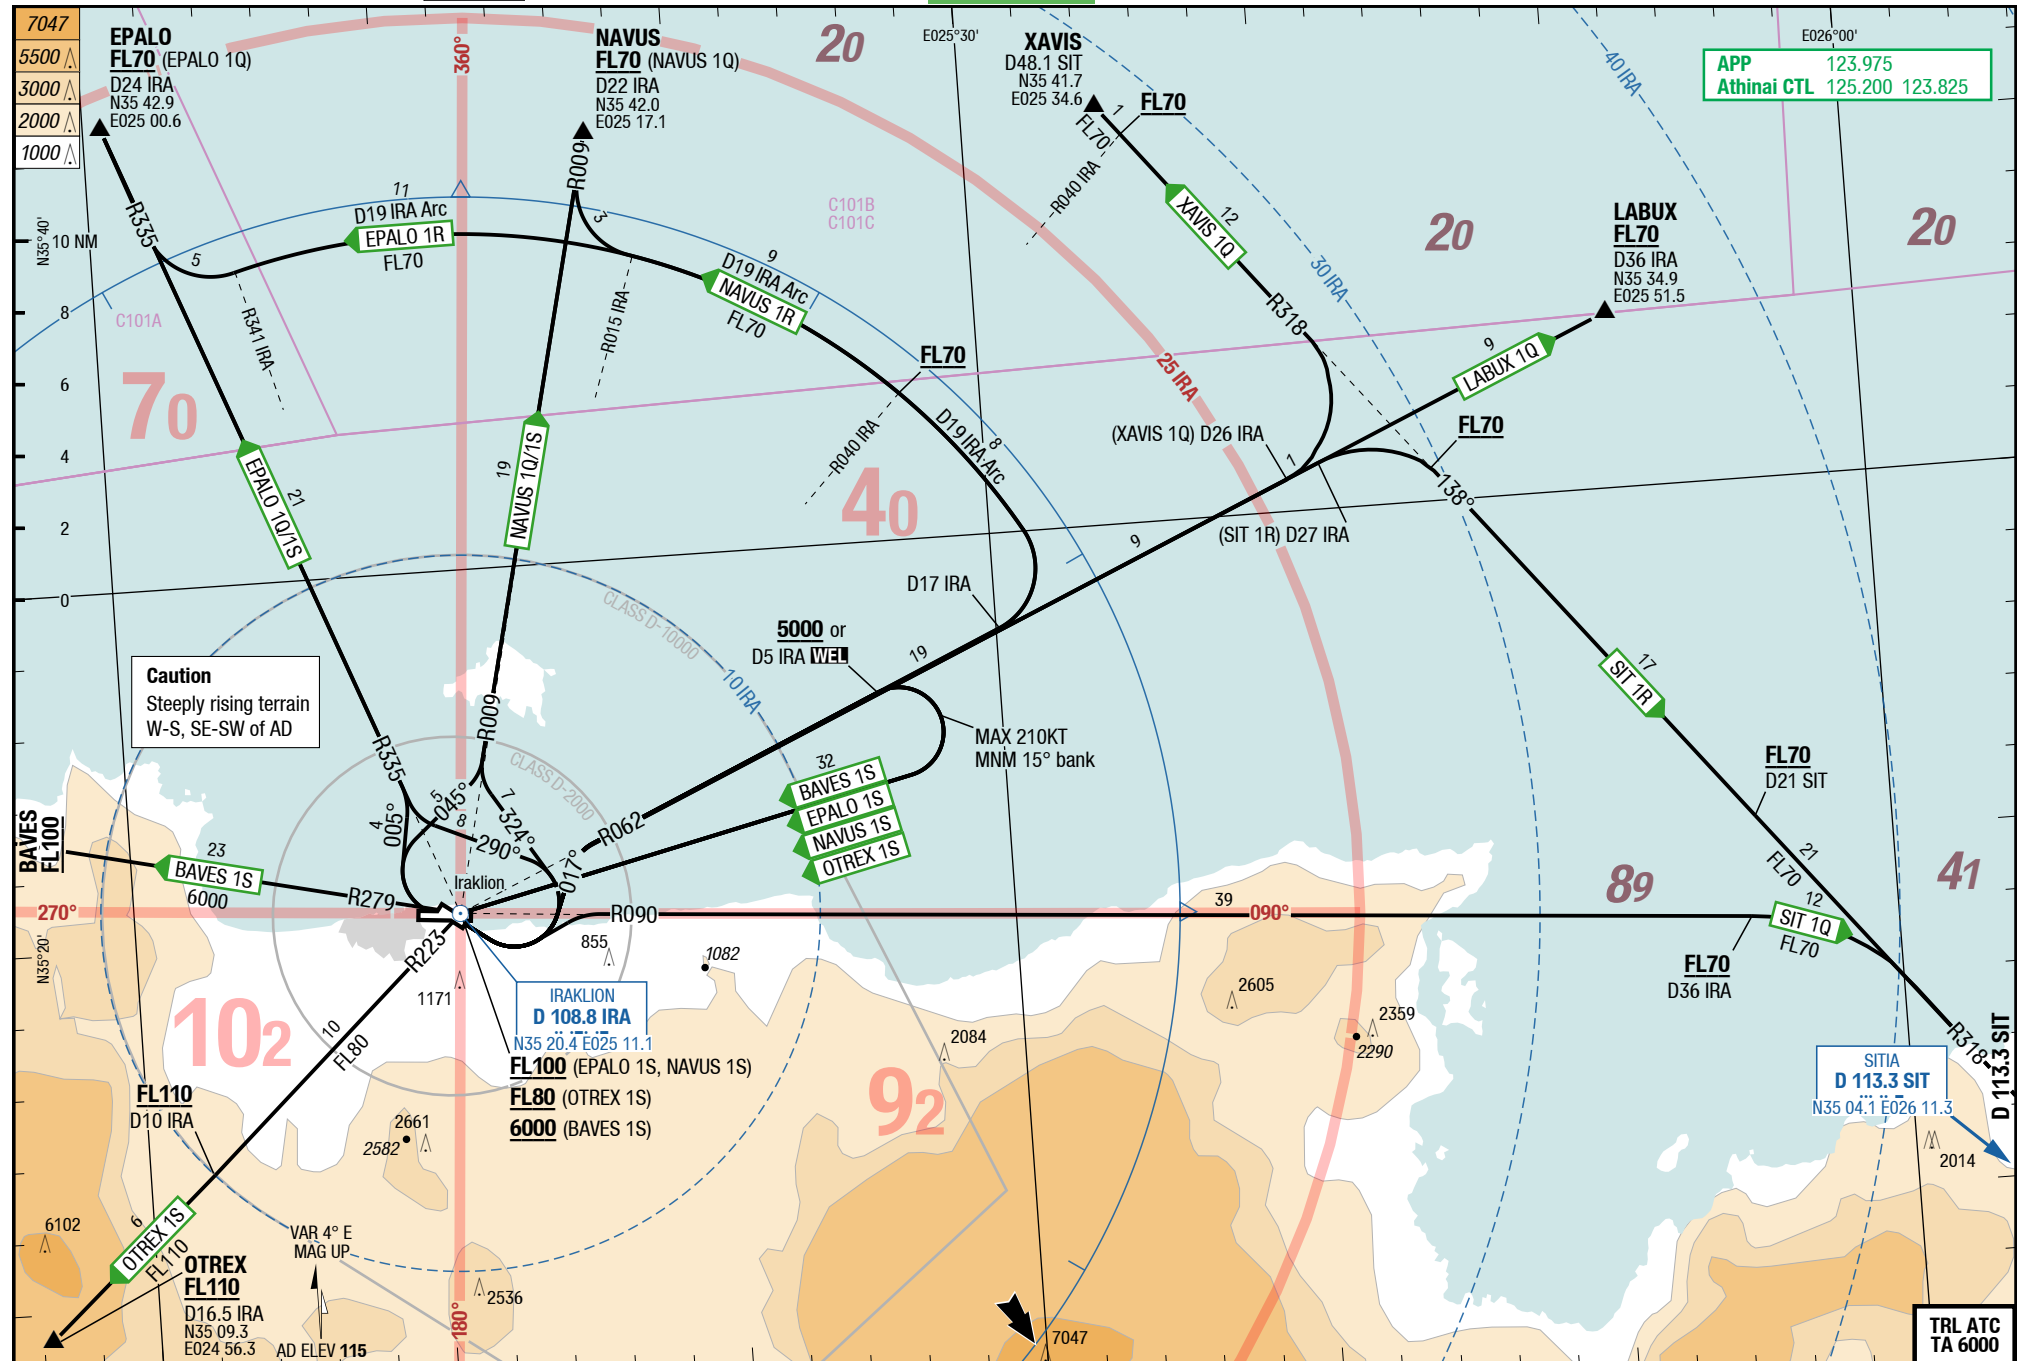 7047
5500
3000
2000
1000
EPALO
FL70 (EPALO 1Q)
D24 IRA
N35 42.9
E025 00.6
360°
NAVUS
FL70 (NAVUS 1Q)
D22 IRA
N35 42.0
E025 17.1
20
E025°30'
XAVIS
D48.1 SIT
N35 41.7
E025 34.6
1
FL70
FL70
R040 IRA
40 IRA
E026°00'
APP 123.975
Athinai CTL 125.200 123.825
LABUX
FL70
D36 IRA
N35 34.9
E025 51.5
20
20
C101B
C101C
XAVIS 1Q
12
R318
30 IRA
N35°40'
10 NM
8
6
4
2
0
R335
5
11
D19 IRA Arc
EPALO 1R
FL70
R009
3
9
D19 IRA Arc
NAVUS 1R
FL70
R341 IRA
R015 IRA
C101A
70
FL70
R040 IRA
8
D19 IRA Arc
25 IRA
9
LABUX 1Q
(XAVIS 1Q) D26 IRA
1
FL70
138°
(SIT 1R) D27 IRA
40
EPALO 1Q/1S
21
19
NAVUS 1Q/1S
9
D17 IRA
CLASS D-10000
10 IRA
5000 or
D5 IRA WEL
19
17
SIT 1R
Caution
Steeply rising terrain
W-S, SE-SW of AD
R335
R009
CLASS D-2000
MAX 210KT
MNM 15° bank
FL70
D21 SIT
32
BAVES 1S
EPALO 1S
NAVUS 1S
OTREX 1S
5
045°
8
7
324°
4
005°
290°
017°
R062
BAVES
FL100
23
BAVES 1S
6000
R279
Iraklion
270°
R090
39
090°
21
FL70
12
SIT 1Q
FL70
89
41
FL70
D36 IRA
N35°20'
R223
855
1082
1171
IRAKLION
D 108.8 IRA
N35 20.4 E025 11.1
FL100 (EPALO 1S, NAVUS 1S)
FL80 (OTREX 1S)
6000 (BAVES 1S)
2605
2359
2290
2084
102
92
10
FL80
R318
D 113.3 SIT
SITIA
D 113.3 SIT
N35 04.1 E026 11.3
2014
FL110
D10 IRA
2661
2582
6102
6
OTREX 1S
FL110
OTREX
FL110
D16.5 IRA
N35 09.3
E024 56.3
VAR 4° E
MAG UP
AD ELEV 115
180°
2536
7047
TRL ATC
TA 6000